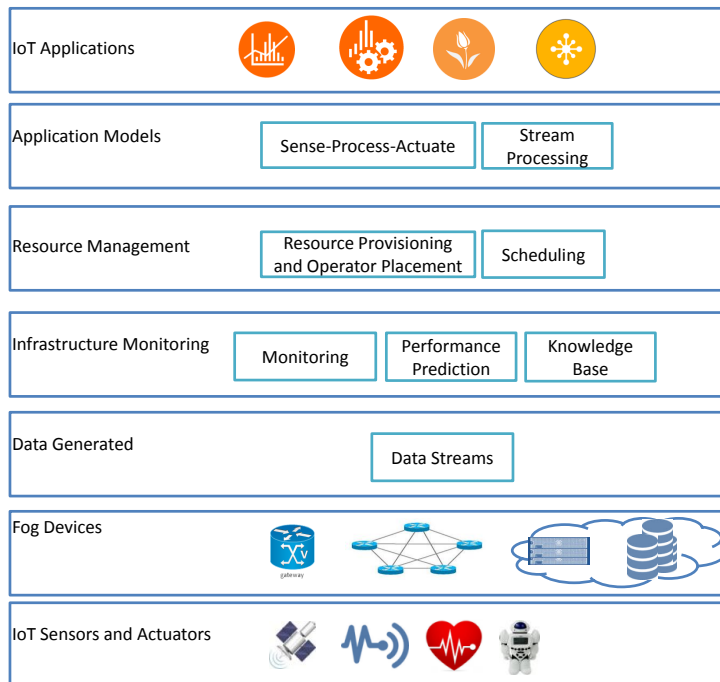 IoT Applications
Application Models
Sense-Process-Actuate
Stream
Processing
Resource Management
Resource Provisioning
and Operator Placement
Scheduling
Infrastructure Monitoring
Monitoring
Performance
Prediction
Knowledge
Base
Data Generated
Data Streams
Fog Devices
V
gateway
IoT Sensors and Actuators